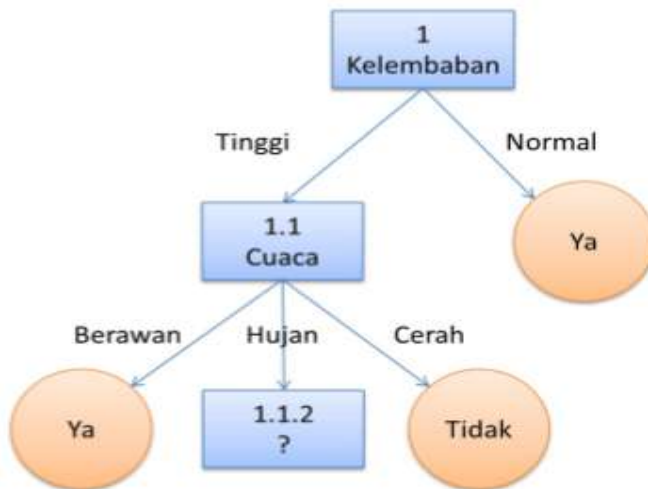 1
Kelembaban
Tinggi
Normal
1.1
Cuaca
Ya
Berawan
Hujan
Cerah
Ya
1.1.2
?
Tidak